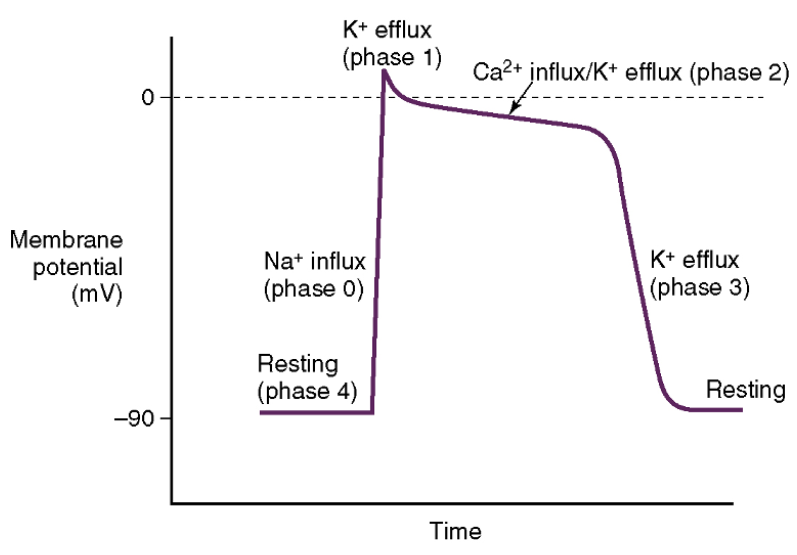 K+ efflux
(phase 1)
Ca2+ influx/K+ efflux (phase 2)
0
Membrane
potential
(mV)
Na+ influx
(phase 0)
K+ efflux
(phase 3)
Resting
(phase 4)
Resting
–90
Time